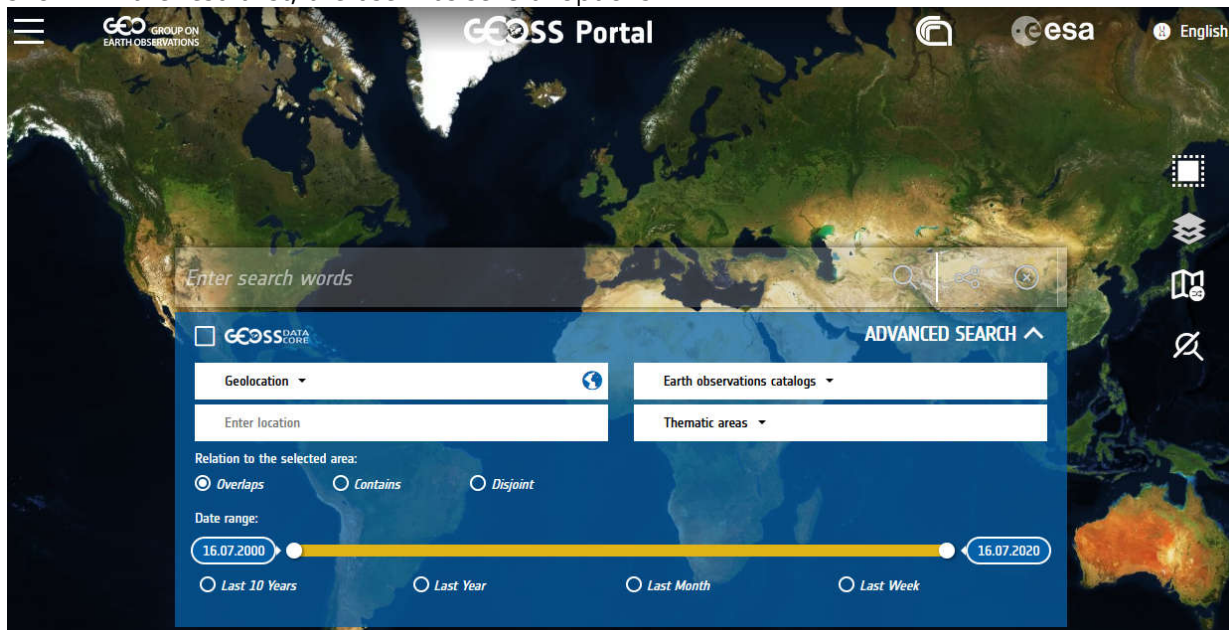 GEO GROUP ON
EARTH OBSERVATIONS
GEOSS Portal
esa
English
Enter search words
GEOSS DATA CORE
ADVANCED SEARCH
Geolocation
Earth observations catalogs
Enter location
Thematic areas
Relation to the selected area:
Overlaps Contains Disjoint
Date range:
16.07.2000 16.07.2020
Last 10 Years Last Year Last Month Last Week